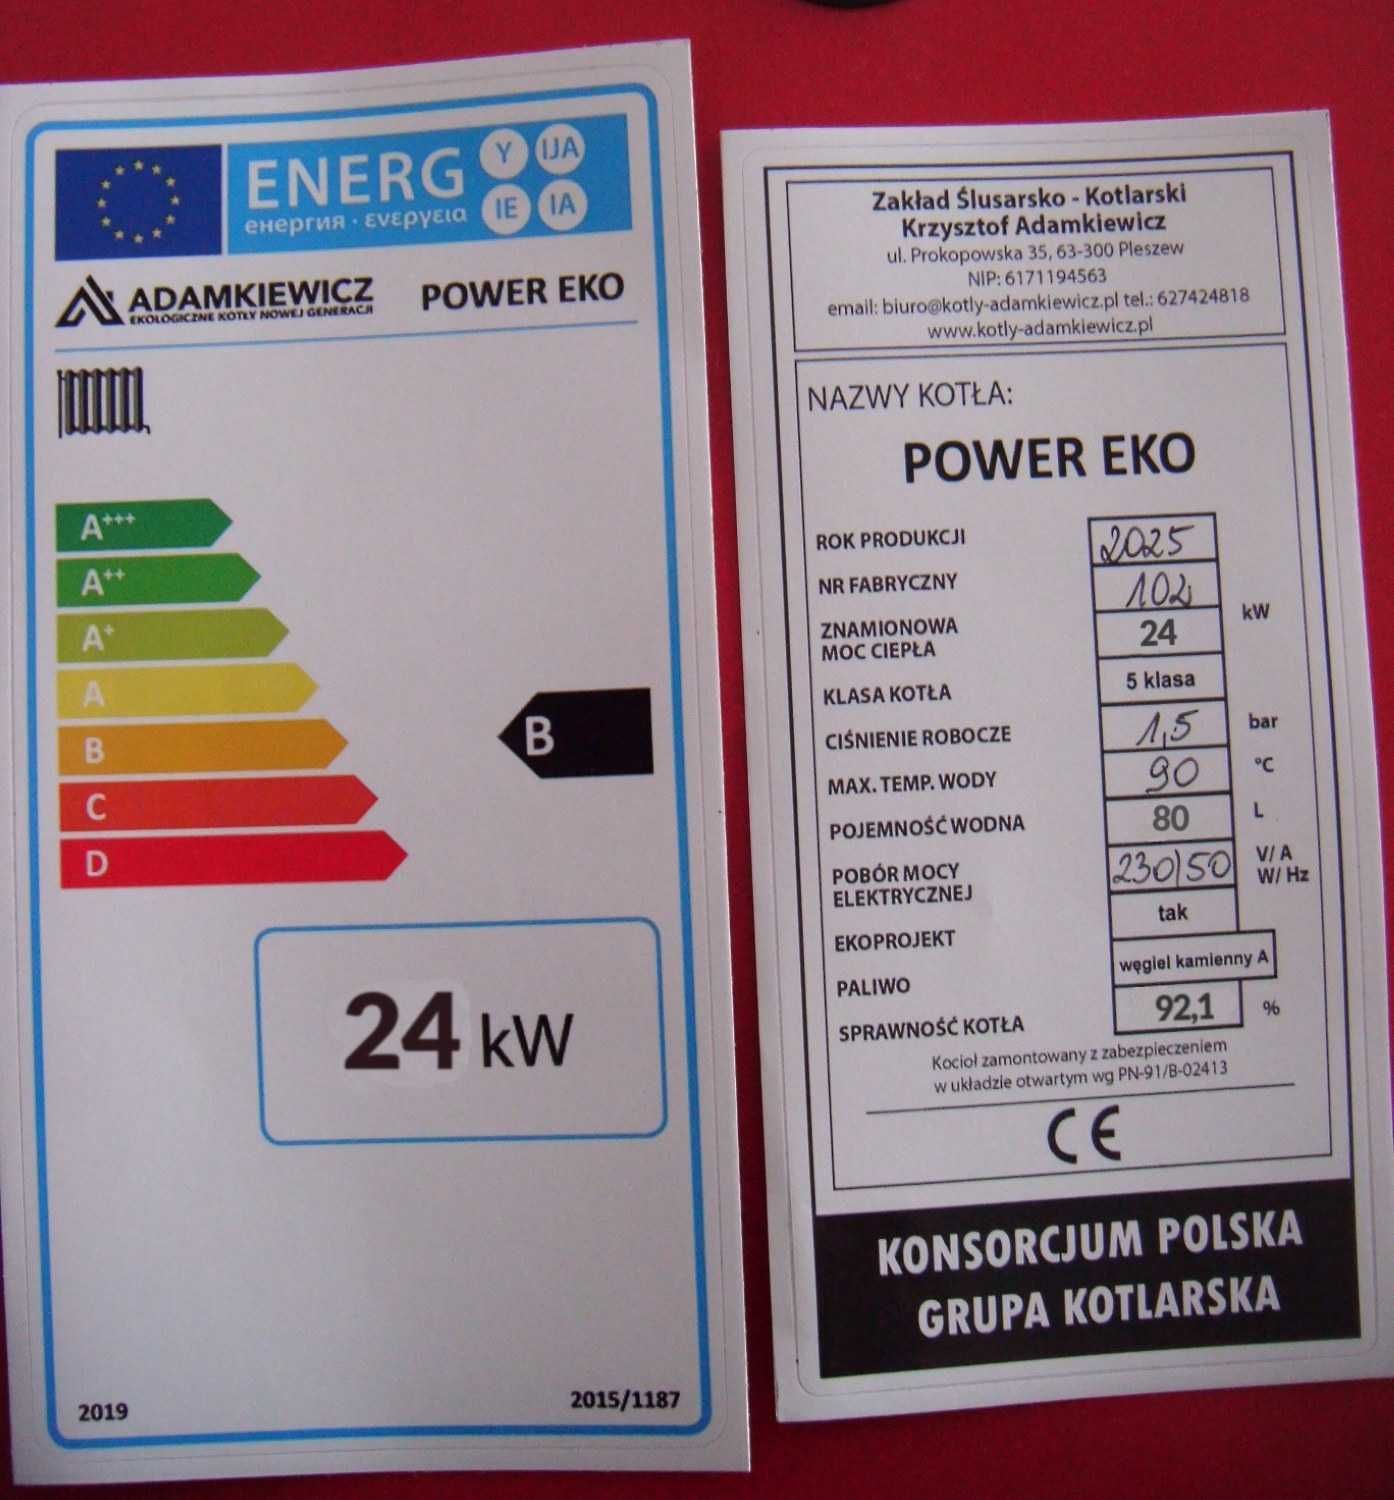 ENERG
Y IJA
IE IA
енергия · ενεργεια
ADAMKIEWICZ
EKOLOGICZNE KOTŁY NOWEJ GENERACJI
POWER EKO
A+++
A++
A+
A
B
B
C
D
24 kW
2019
2015/1187
Zakład Ślusarsko - Kotlarski
Krzysztof Adamkiewicz
ul. Prokopowska 35, 63-300 Pleszew
NIP: 6171194563
email: biuro@kotly-adamkiewicz.pl tel.: 627424818
www.kotly-adamkiewicz.pl
NAZWY KOTŁA:
POWER EKO
ROK PRODUKCJI 2025
NR FABRYCZNY 102
ZNAMIONOWA
MOC CIEPŁA 24 kW
KLASA KOTŁA 5 klasa
CIŚNIENIE ROBOCZE 1,5 bar
MAX. TEMP. WODY 90 °C
POJEMNOŚĆ WODNA 80 L
POBÓR MOCY
ELEKTRYCZNEJ 230/50 V/ A
W/ Hz
EKOPROJEKT tak
PALIWO węgiel kamienny A
SPRAWNOŚĆ KOTŁA 92,1 %
Kocioł zamontowany z zabezpieczeniem
w układzie otwartym wg PN-91/B-02413
CE
KONSORCJUM POLSKA
GRUPA KOTLARSKA